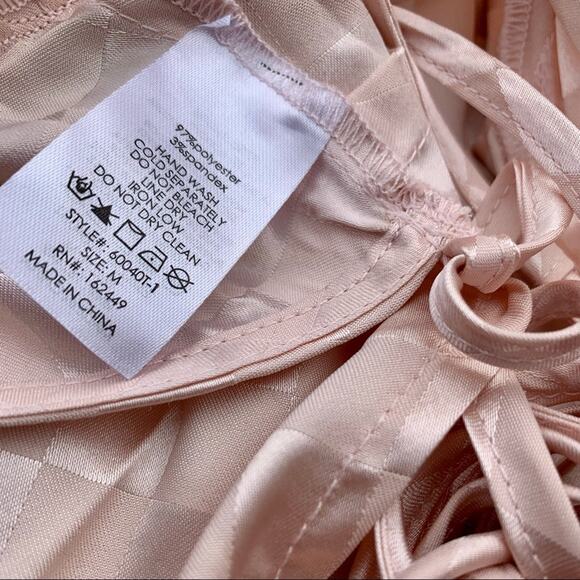 97%polyester
3%spandex
HAND WASH
COLD SEPARATELY
DO NOT BLEACH
LINE DRY
IRON LOW
DO NOT DRY CLEAN
STYLE#: 60040T-1
SIZE: M
RN#: 162449
MADE IN CHINA